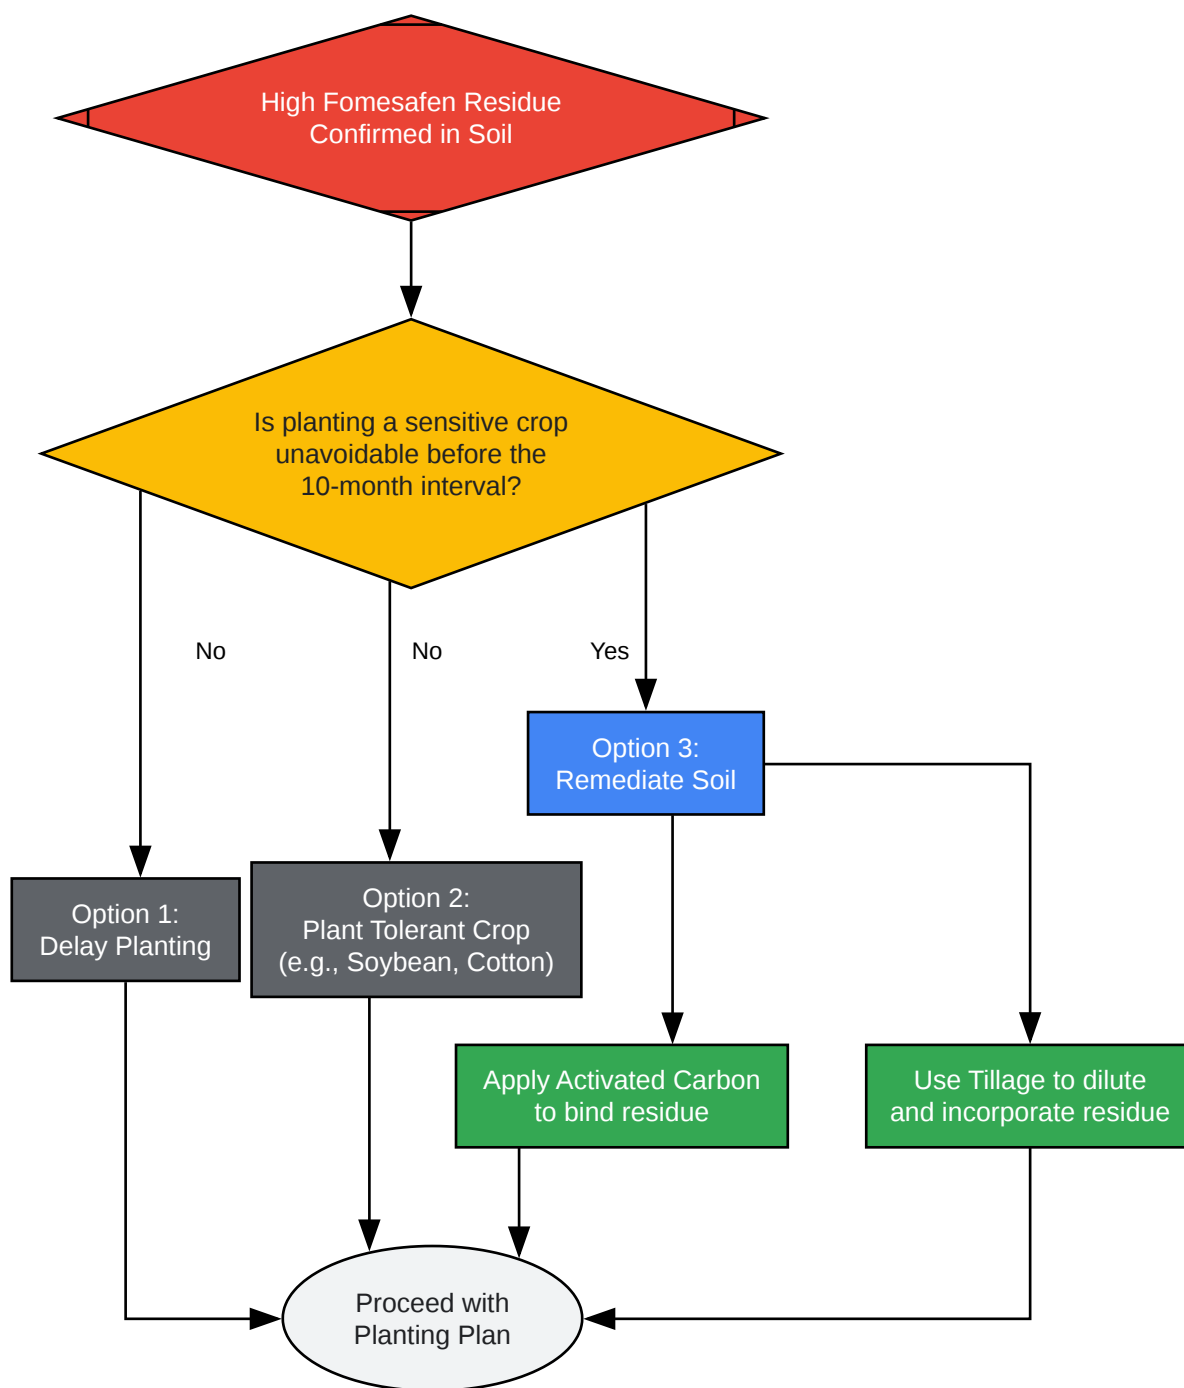 High Fomesafen Residue
Confirmed in Soil
Is planting a sensitive crop
unavoidable before the
10-month interval?
No
No
Yes
Option 3:
Remediate Soil
Option 1:
Delay Planting
Option 2:
Plant Tolerant Crop
(e.g., Soybean, Cotton)
Apply Activated Carbon
to bind residue
Use Tillage to dilute
and incorporate residue
Proceed with
Planting Plan